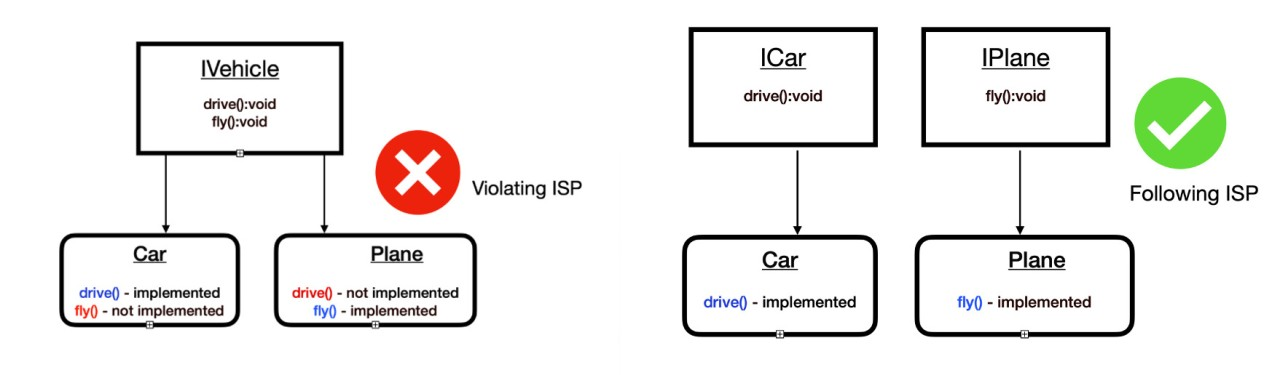 IVehicle
drive():void
fly():void
Violating ISP
Car
drive() - implemented
fly() - not implemented
Plane
drive() - not implemented
fly() - implemented
ICar
drive():void
IPlane
fly():void
Following ISP
Car
drive() - implemented
Plane
fly() - implemented